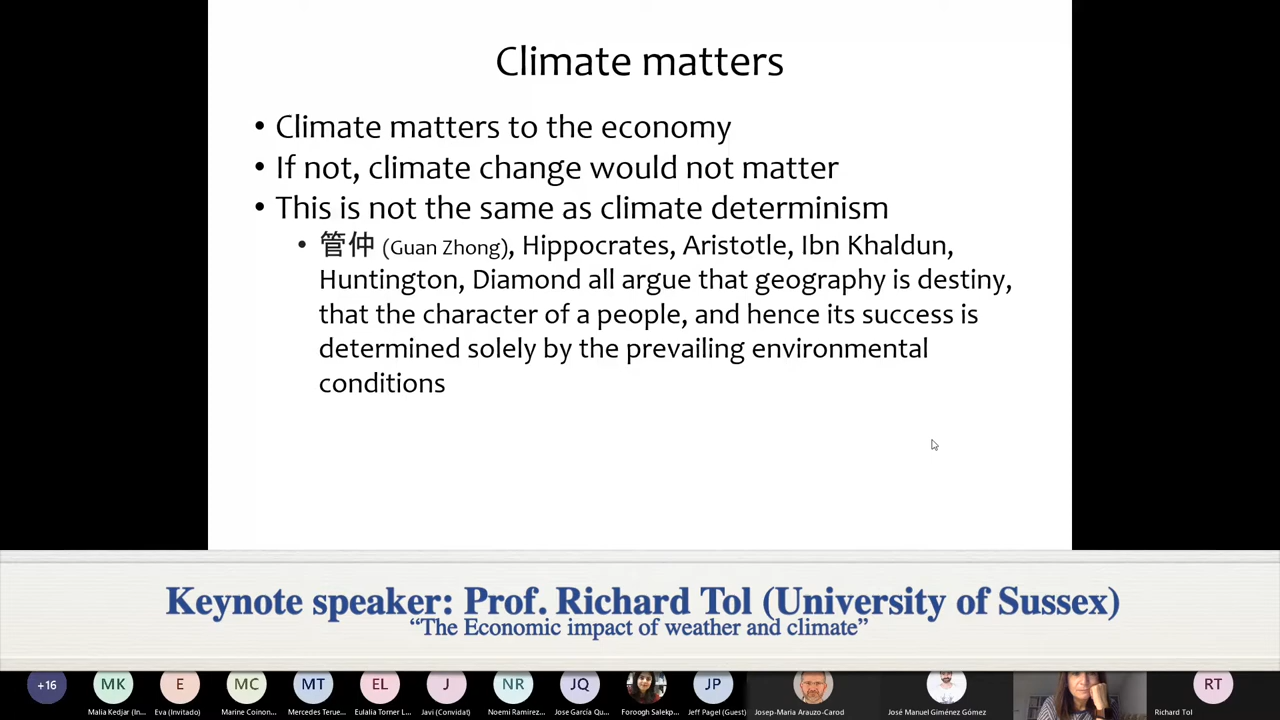 Climate matters
• Climate matters to the economy
• If not, climate change would not matter
• This is not the same as climate determinism
• 管仲 (Guan Zhong), Hippocrates, Aristotle, Ibn Khaldun,
Huntington, Diamond all argue that geography is destiny,
that the character of a people, and hence its success is
determined solely by the prevailing environmental
conditions
Keynote speaker: Prof. Richard Tol (University of Sussex)
“The Economic impact of weather and climate”
+16 MK E MC MT EL J NR JQ JP RT
Malia Kedjar (In... Eva (Invitado) Marine Coinon... Mercedes Terue... Eulalia Torner L... Javi (Convidat) Noemi Ramirez... Jose García Qu... Foroogh Salekp... Jeff Pagel (Guest) Josep-Maria Arauzo-Carod José Manuel Giménez Gómez Richard Tol